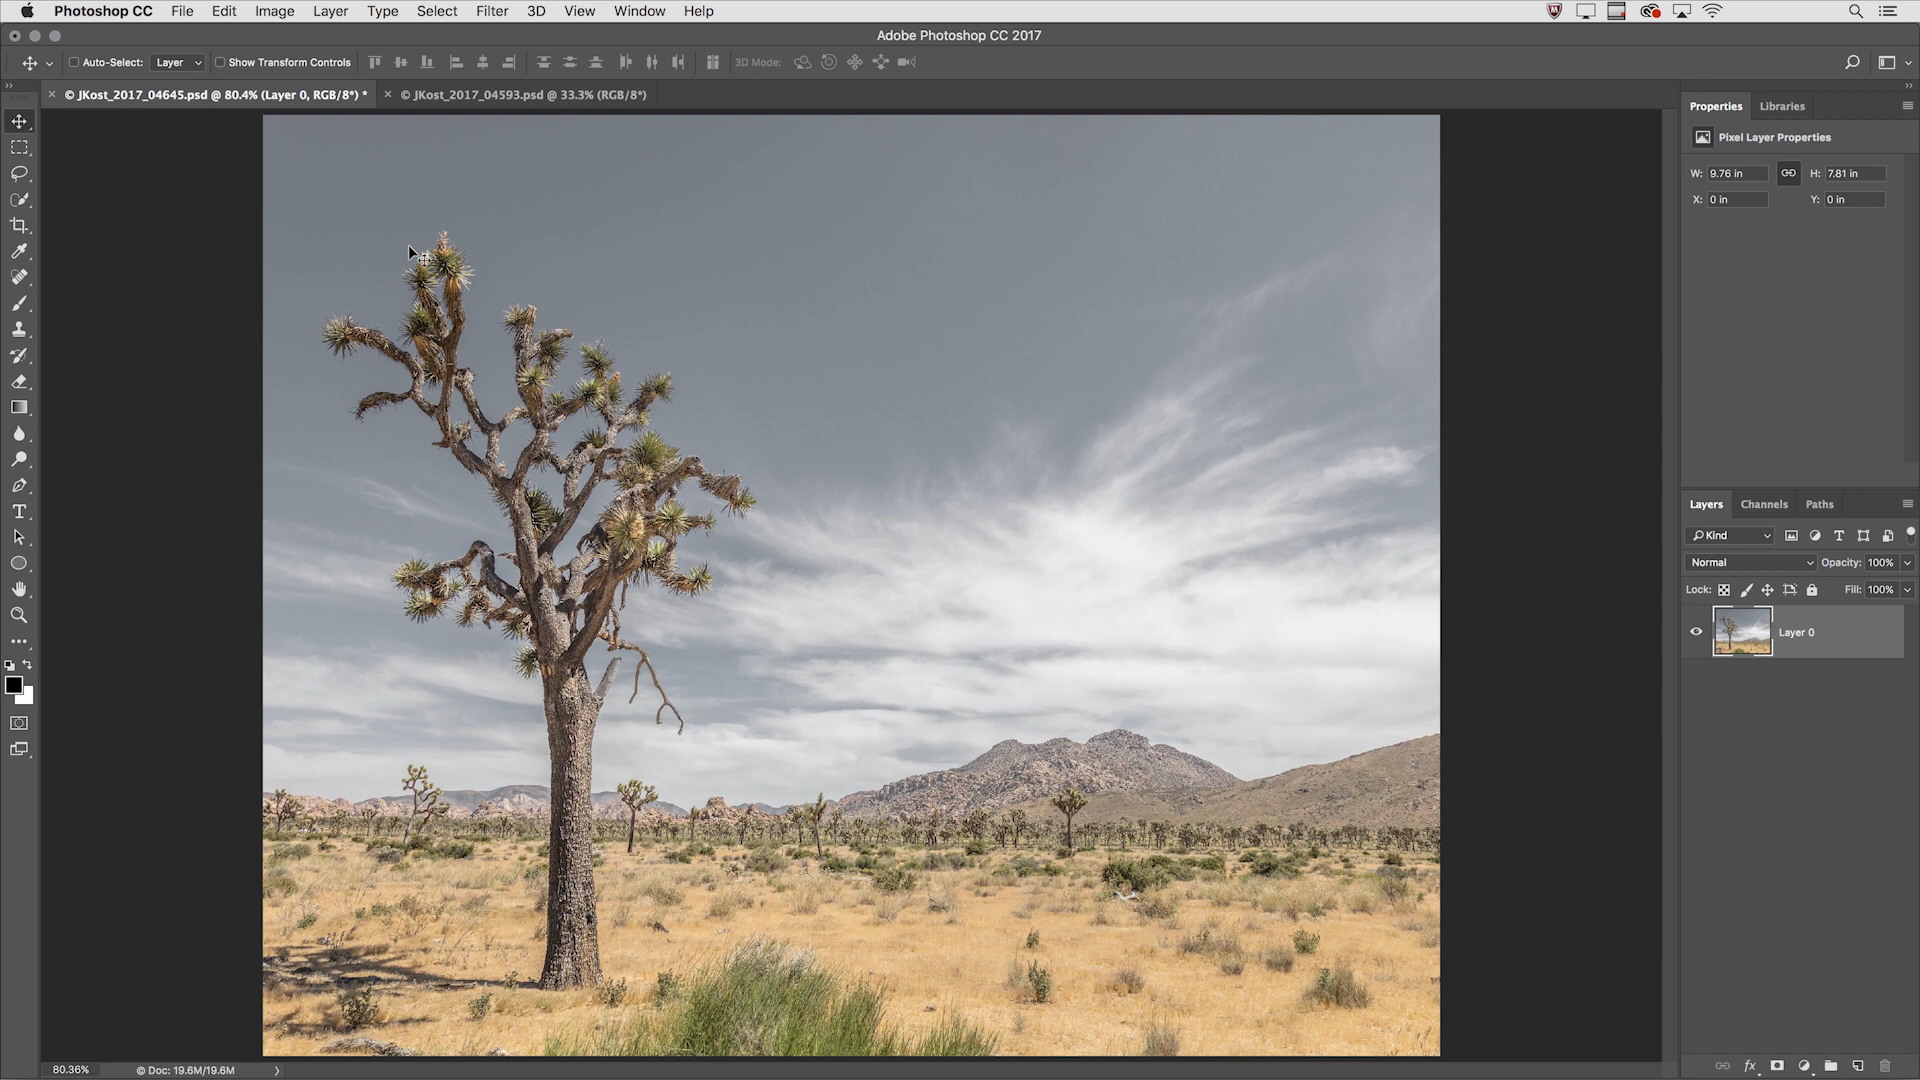 Photoshop CC File Edit Image Layer Type Select Filter 3D View Window Help
Adobe Photoshop CC 2017
Auto-Select: Layer Show Transform Controls 3D Mode:
© JKost_2017_04645.psd @ 80.4% (Layer 0, RGB/8*) * © JKost_2017_04593.psd @ 33.3% (RGB/8*)
Properties Libraries
Pixel Layer Properties
W: 9.76 in H: 7.81 in
X: 0 in Y: 0 in
Layers Channels Paths
Kind
Normal Opacity: 100%
Lock: Fill: 100%
Layer 0
fx
80.36% © Doc: 19.6M/19.6M